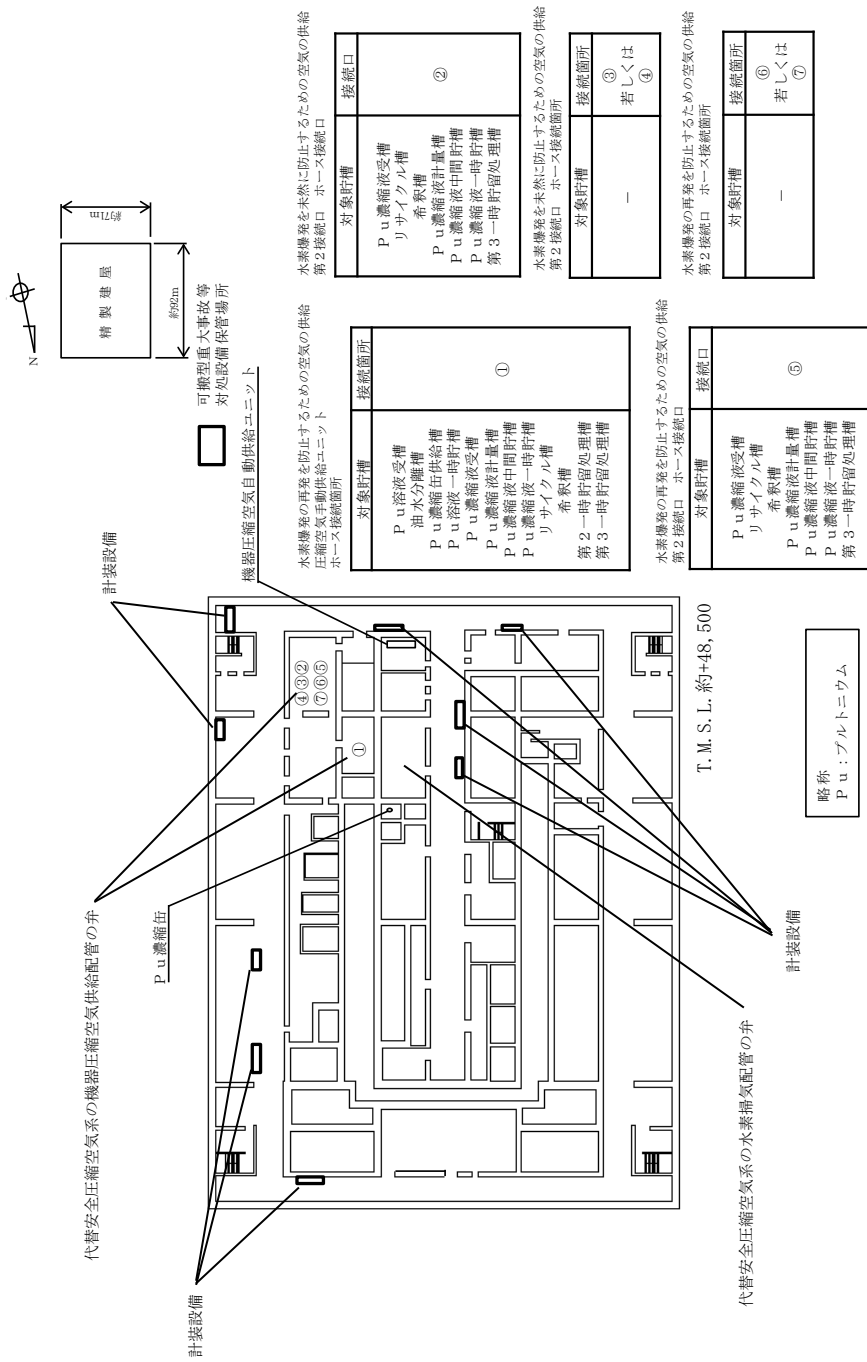 代替安全圧縮空気系の機器圧縮空気供給配管の弁
計装設備
Pu濃縮缶
計装設備
機器圧縮空気自動供給ユニット
④③②
⑦⑥⑤
①
計装設備
代替安全圧縮空気系の水素掃気配管の弁
T.M.S.L.約+48,500
N
精製建屋
約92m
約71m
可搬型重大事故等
対処設備保管場所
水素爆発の再発を防止するための空気の供給
圧縮空気手動供給ユニット
ホース接続箇所
対象貯槽
接続箇所
Pu溶液受槽
油水分離槽
Pu濃縮缶供給槽
Pu溶液一時貯槽
Pu濃縮液受槽
Pu濃縮液計量槽
Pu濃縮液中間貯槽
Pu濃縮液一時貯槽
リサイクル槽
希釈槽
第2一時貯留処理槽
第3一時貯留処理槽
①
水素爆発の再発を防止するための空気の供給
第2接続口 ホース接続口
対象貯槽
接続口
Pu濃縮液受槽
リサイクル槽
希釈槽
Pu濃縮液計量槽
Pu濃縮液中間貯槽
Pu濃縮液一時貯槽
第3一時貯留処理槽
⑤
水素爆発を未然に防止するための空気の供給
第2接続口 ホース接続口
対象貯槽
接続口
Pu濃縮液受槽
リサイクル槽
希釈槽
Pu濃縮液計量槽
Pu濃縮液中間貯槽
Pu濃縮液一時貯槽
第3一時貯留処理槽
②
水素爆発を未然に防止するための空気の供給
第2接続口 ホース接続箇所
対象貯槽
接続箇所
－
③
若しくは
④
水素爆発の再発を防止するための空気の供給
第2接続口 ホース接続箇所
対象貯槽
接続箇所
－
⑥
若しくは
⑦
略称
Pu：プルトニウム